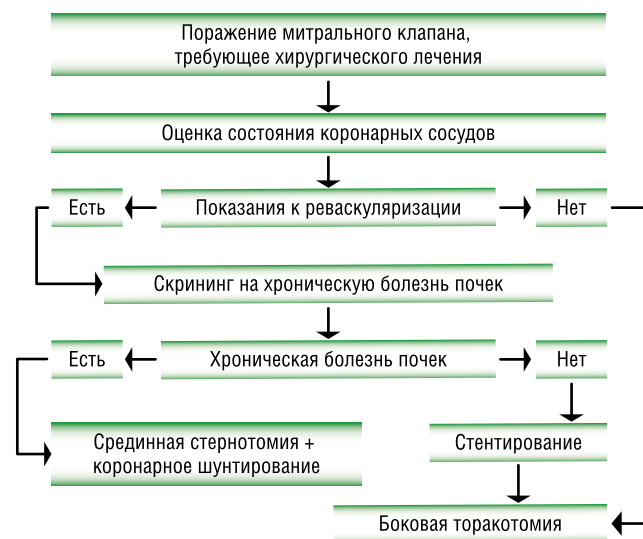 Поражение митрального клапана,
требующее хирургического лечения
Оценка состояния коронарных сосудов
Есть
Показания к реваскуляризации
Нет
Скрининг на хроническую болезнь почек
Есть
Хроническая болезнь почек
Нет
Срединная стернотомия +
коронарное шунтирование
Стентирование
Боковая торакотомия